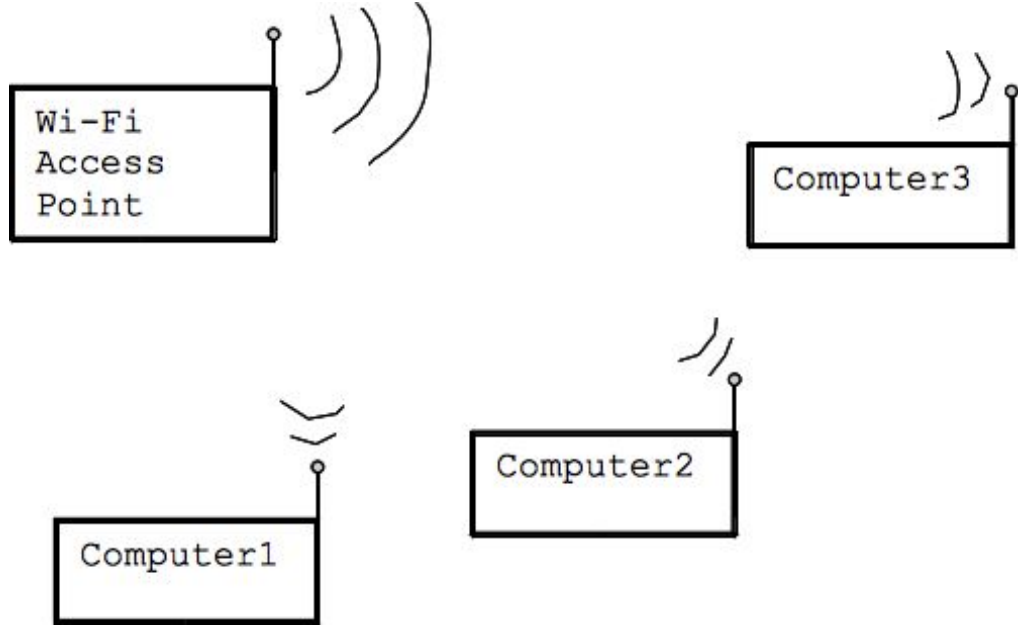 Wi-Fi
Access
Point
Computer3
Computer2
Computer1